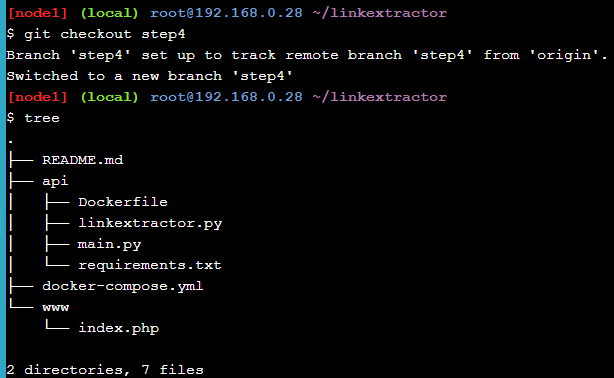 [node1] (local) root@192.168.0.28 ~/linkextractor
$ git checkout step4
Branch 'step4' set up to track remote branch 'step4' from 'origin'.
Switched to a new branch 'step4'
[node1] (local) root@192.168.0.28 ~/linkextractor
$ tree
.
├── README.md
├── api
│   ├── Dockerfile
│   ├── linkextractor.py
│   ├── main.py
│   └── requirements.txt
├── docker-compose.yml
└── www
    └── index.php

2 directories, 7 files